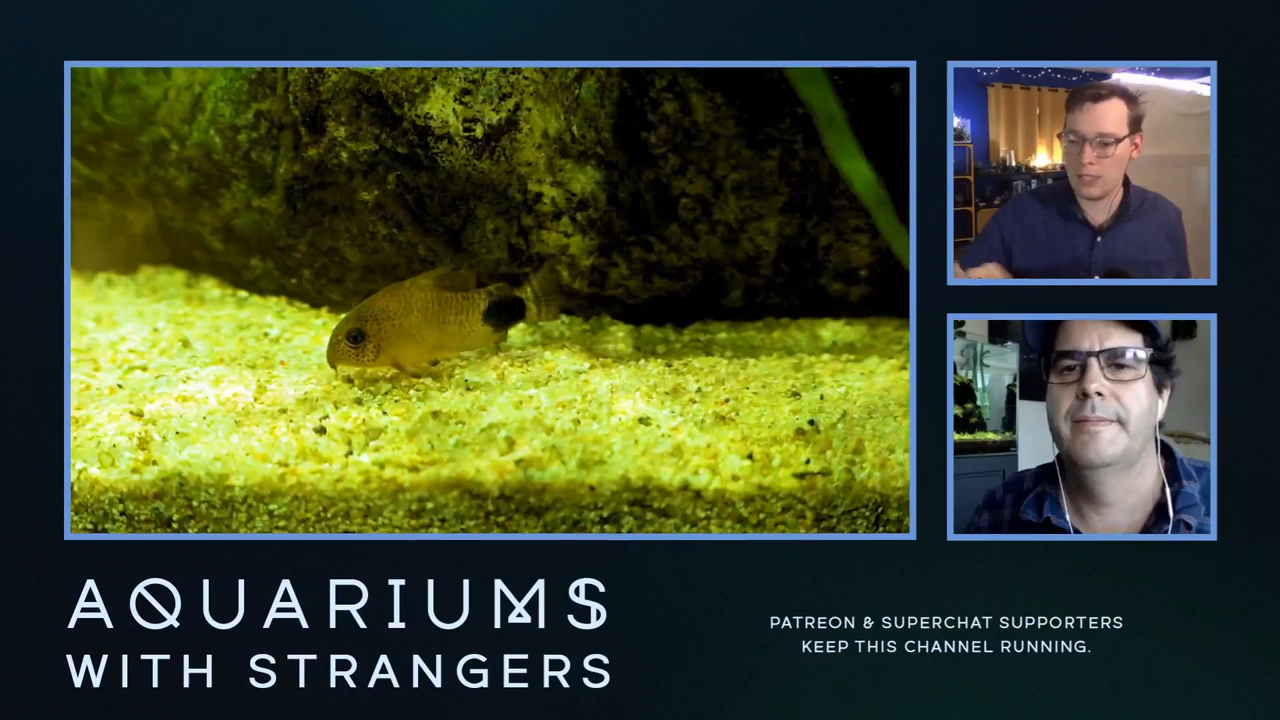 AQUARIUMS
WITH STRANGERS
PATREON & SUPERCHAT SUPPORTERS
KEEP THIS CHANNEL RUNNING.